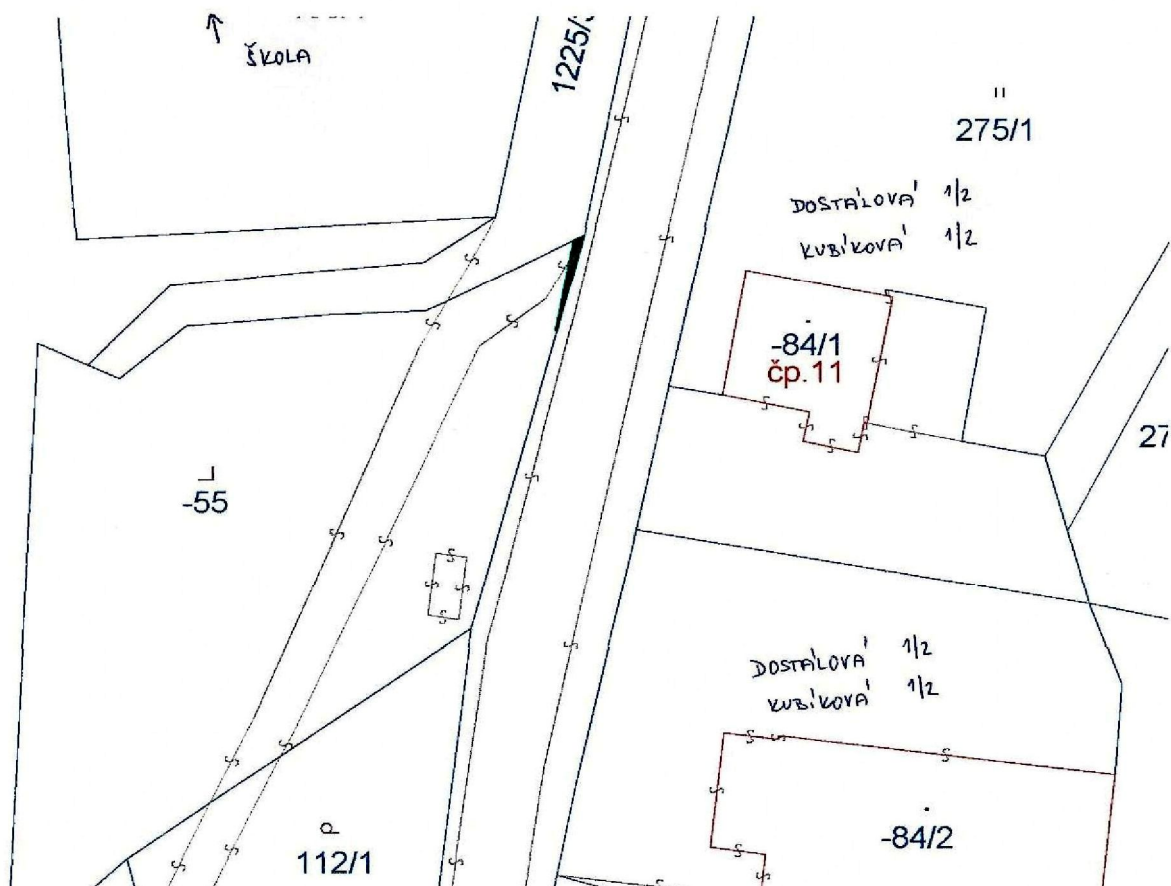 ŠKOLA
1225/
275/1
DOSTÁLOVÁ 1/2
KUBÍKOVÁ 1/2
-84/1
čp.11
27
-55
DOSTÁLOVÁ 1/2
KUBÍKOVÁ 1/2
-84/2
112/1